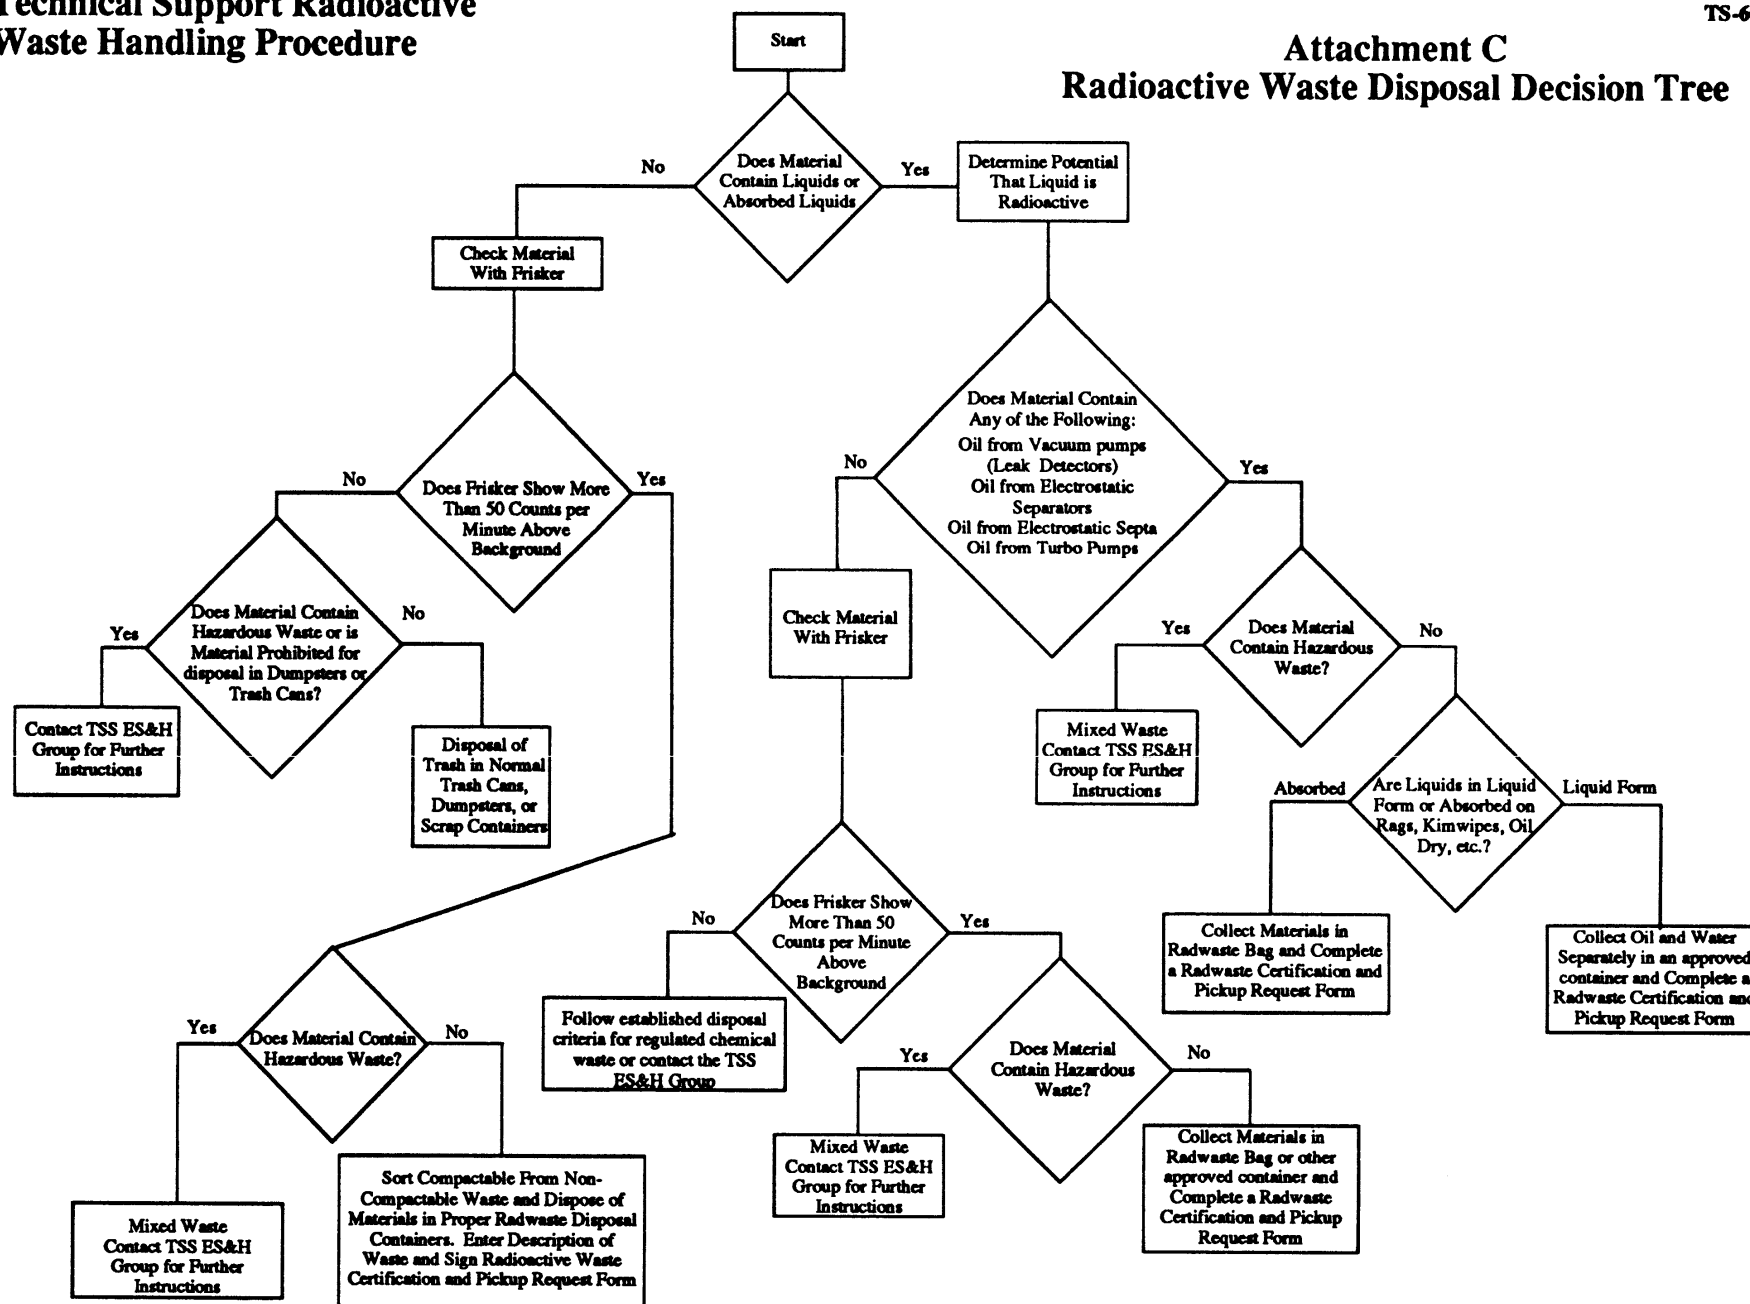 Technical Support Radioactive
Waste Handling Procedure
TS-6
Attachment C
Radioactive Waste Disposal Decision Tree
Start
Does Material
Contain Liquids or
Absorbed Liquids
No
Yes
Determine Potential
That Liquid is
Radioactive
Check Material
With Frisker
Does Frisker Show More
Than 50 Counts per
Minute Above
Background
No
Yes
Does Material Contain
Hazardous Waste or is
Material Prohibited for
disposal in Dumpsters or
Trash Cans?
Yes
No
Contact TSS ES&H
Group for Further
Instructions
Disposal of
Trash in Normal
Trash Cans,
Dumpsters, or
Scrap Containers
Does Material Contain
Hazardous Waste?
Yes
No
Mixed Waste
Contact TSS ES&H
Group for Further
Instructions
Sort Compactable From Non-
Compactable Waste and Dispose of
Materials in Proper Radwaste Disposal
Containers. Enter Description of
Waste and Sign Radioactive Waste
Certification and Pickup Request Form
Does Material Contain
Any of the Following:
Oil from Vacuum pumps
(Leak Detectors)
Oil from Electrostatic
Separators
Oil from Electrostatic Septa
Oil from Turbo Pumps
No
Yes
Check Material
With Frisker
Does Frisker Show
More Than 50
Counts per Minute
Above
Background
No
Yes
Follow established disposal
criteria for regulated chemical
waste or contact the TSS
ES&H Group
Does Material
Contain Hazardous
Waste?
Yes
No
Mixed Waste
Contact TSS ES&H
Group for Further
Instructions
Collect Materials in
Radwaste Bag or other
approved container and
Complete a Radwaste
Certification and Pickup
Request Form
Does Material
Contain Hazardous
Waste?
Yes
No
Mixed Waste
Contact TSS ES&H
Group for Further
Instructions
Are Liquids in Liquid
Form or Absorbed on
Rags, Kimwipes, Oil
Dry, etc.?
Absorbed
Liquid Form
Collect Materials in
Radwaste Bag and Complete
a Radwaste Certification and
Pickup Request Form
Collect Oil and Water
Separately in an approved
container and Complete a
Radwaste Certification and
Pickup Request Form